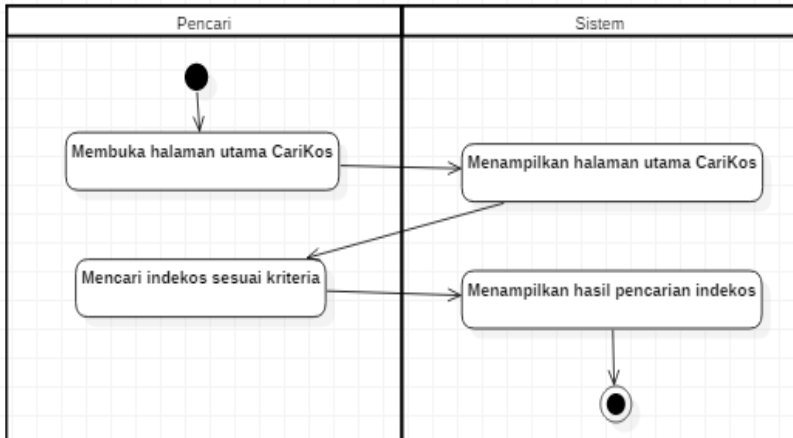 Pencari
Sistem
Membuka halaman utama CariKos
Menampilkan halaman utama CariKos
Mencari indekos sesuai kriteria
Menampilkan hasil pencarian indekos